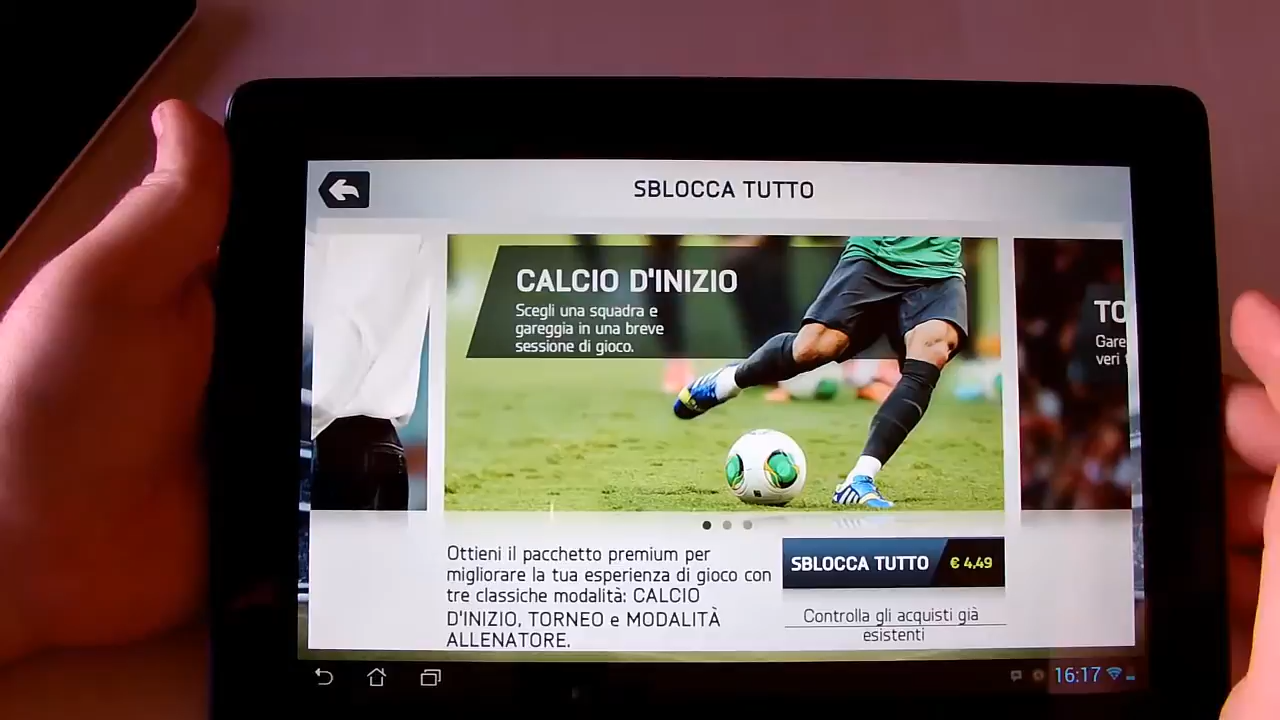 SBLOCCA TUTTO
CALCIO D'INIZIO
Scegli una squadra e
gareggia in una breve
sessione di gioco.
TO
Gare
veri
Ottieni il pacchetto premium per
migliorare la tua esperienza di gioco con
tre classiche modalità: CALCIO
D'INIZIO, TORNEO e MODALITÀ
ALLENATORE.
SBLOCCA TUTTO € 4,49
Controlla gli acquisti già
esistenti
16:17